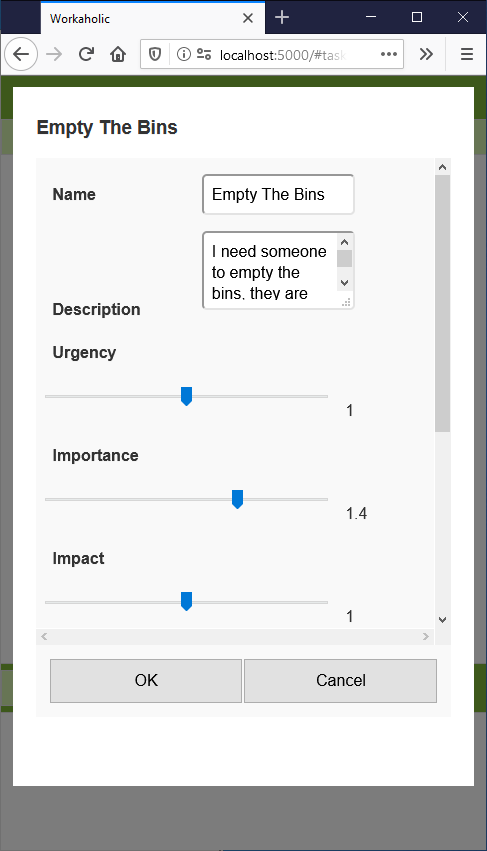 Workaholic
localhost:5000/#task
Empty The Bins
Name
Empty The Bins
I need someone
to empty the
bins, they are
Description
Urgency
1
Importance
1.4
Impact
1
OK
Cancel